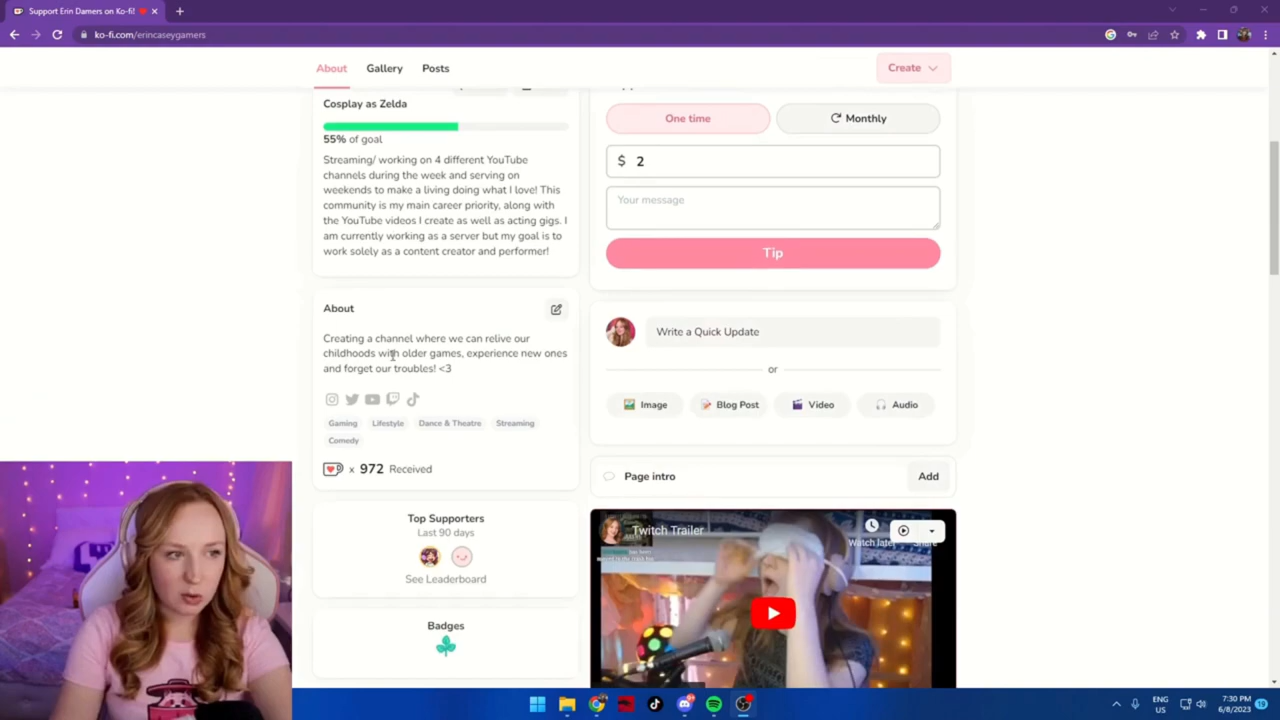 Support Erin Damers on Ko-fi!
ko-fi.com/erincaseygamers
About
Gallery
Posts
Create
Cosplay as Zelda
55% of goal
Streaming/ working on 4 different YouTube
channels during the week and serving on
weekends to make a living doing what I love! This
community is my main career priority, along with
the YouTube videos I create as well as acting gigs. I
am currently working as a server but my goal is to
work solely as a content creator and performer!
One time
Monthly
$ 2
Your message
Tip
About
Creating a channel where we can relive our
childhoods with older games, experience new ones
and forget our troubles! <3
Gaming
Lifestyle
Dance & Theatre
Streaming
Comedy
x 972 Received
Write a Quick Update
or
Image
Blog Post
Video
Audio
Page intro
Add
Top Supporters
Last 90 days
See Leaderboard
Badges
Twitch Trailer
Watch later
Share
ENG
US
7:30 PM
6/8/2023